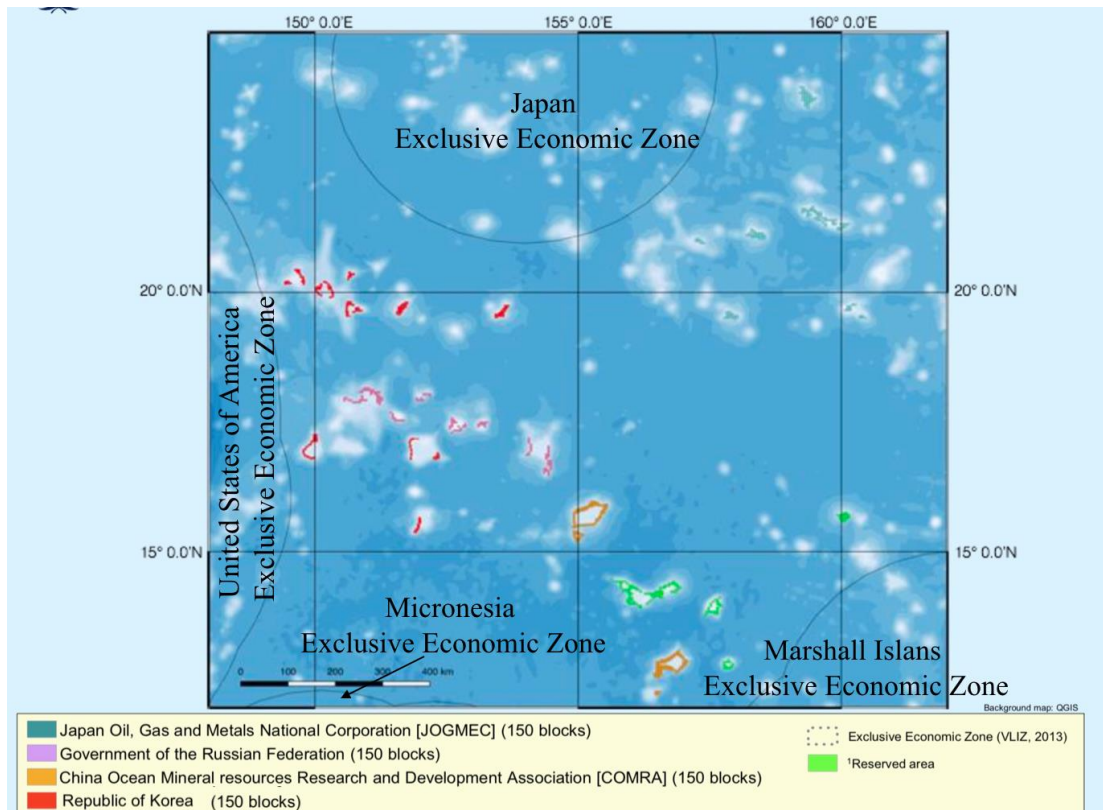 150° 0.0'E 155° 0.0'E 160° 0.0'E
Japan
Exclusive Economic Zone
20° 0.0'N 20° 0.0'N
United States of America
Exclusive Economic Zone
15° 0.0'N 15° 0.0'N
Micronesia
Exclusive Economic Zone
Marshall Islans
Exclusive Economic Zone
0 100 200 300 400 km
Background map: QGIS
Japan Oil, Gas and Metals National Corporation [JOGMEC] (150 blocks)
Government of the Russian Federation (150 blocks)
China Ocean Mineral resources Research and Development Association [COMRA] (150 blocks)
Republic of Korea (150 blocks)
Exclusive Economic Zone (VLIZ, 2013)
¹Reserved area